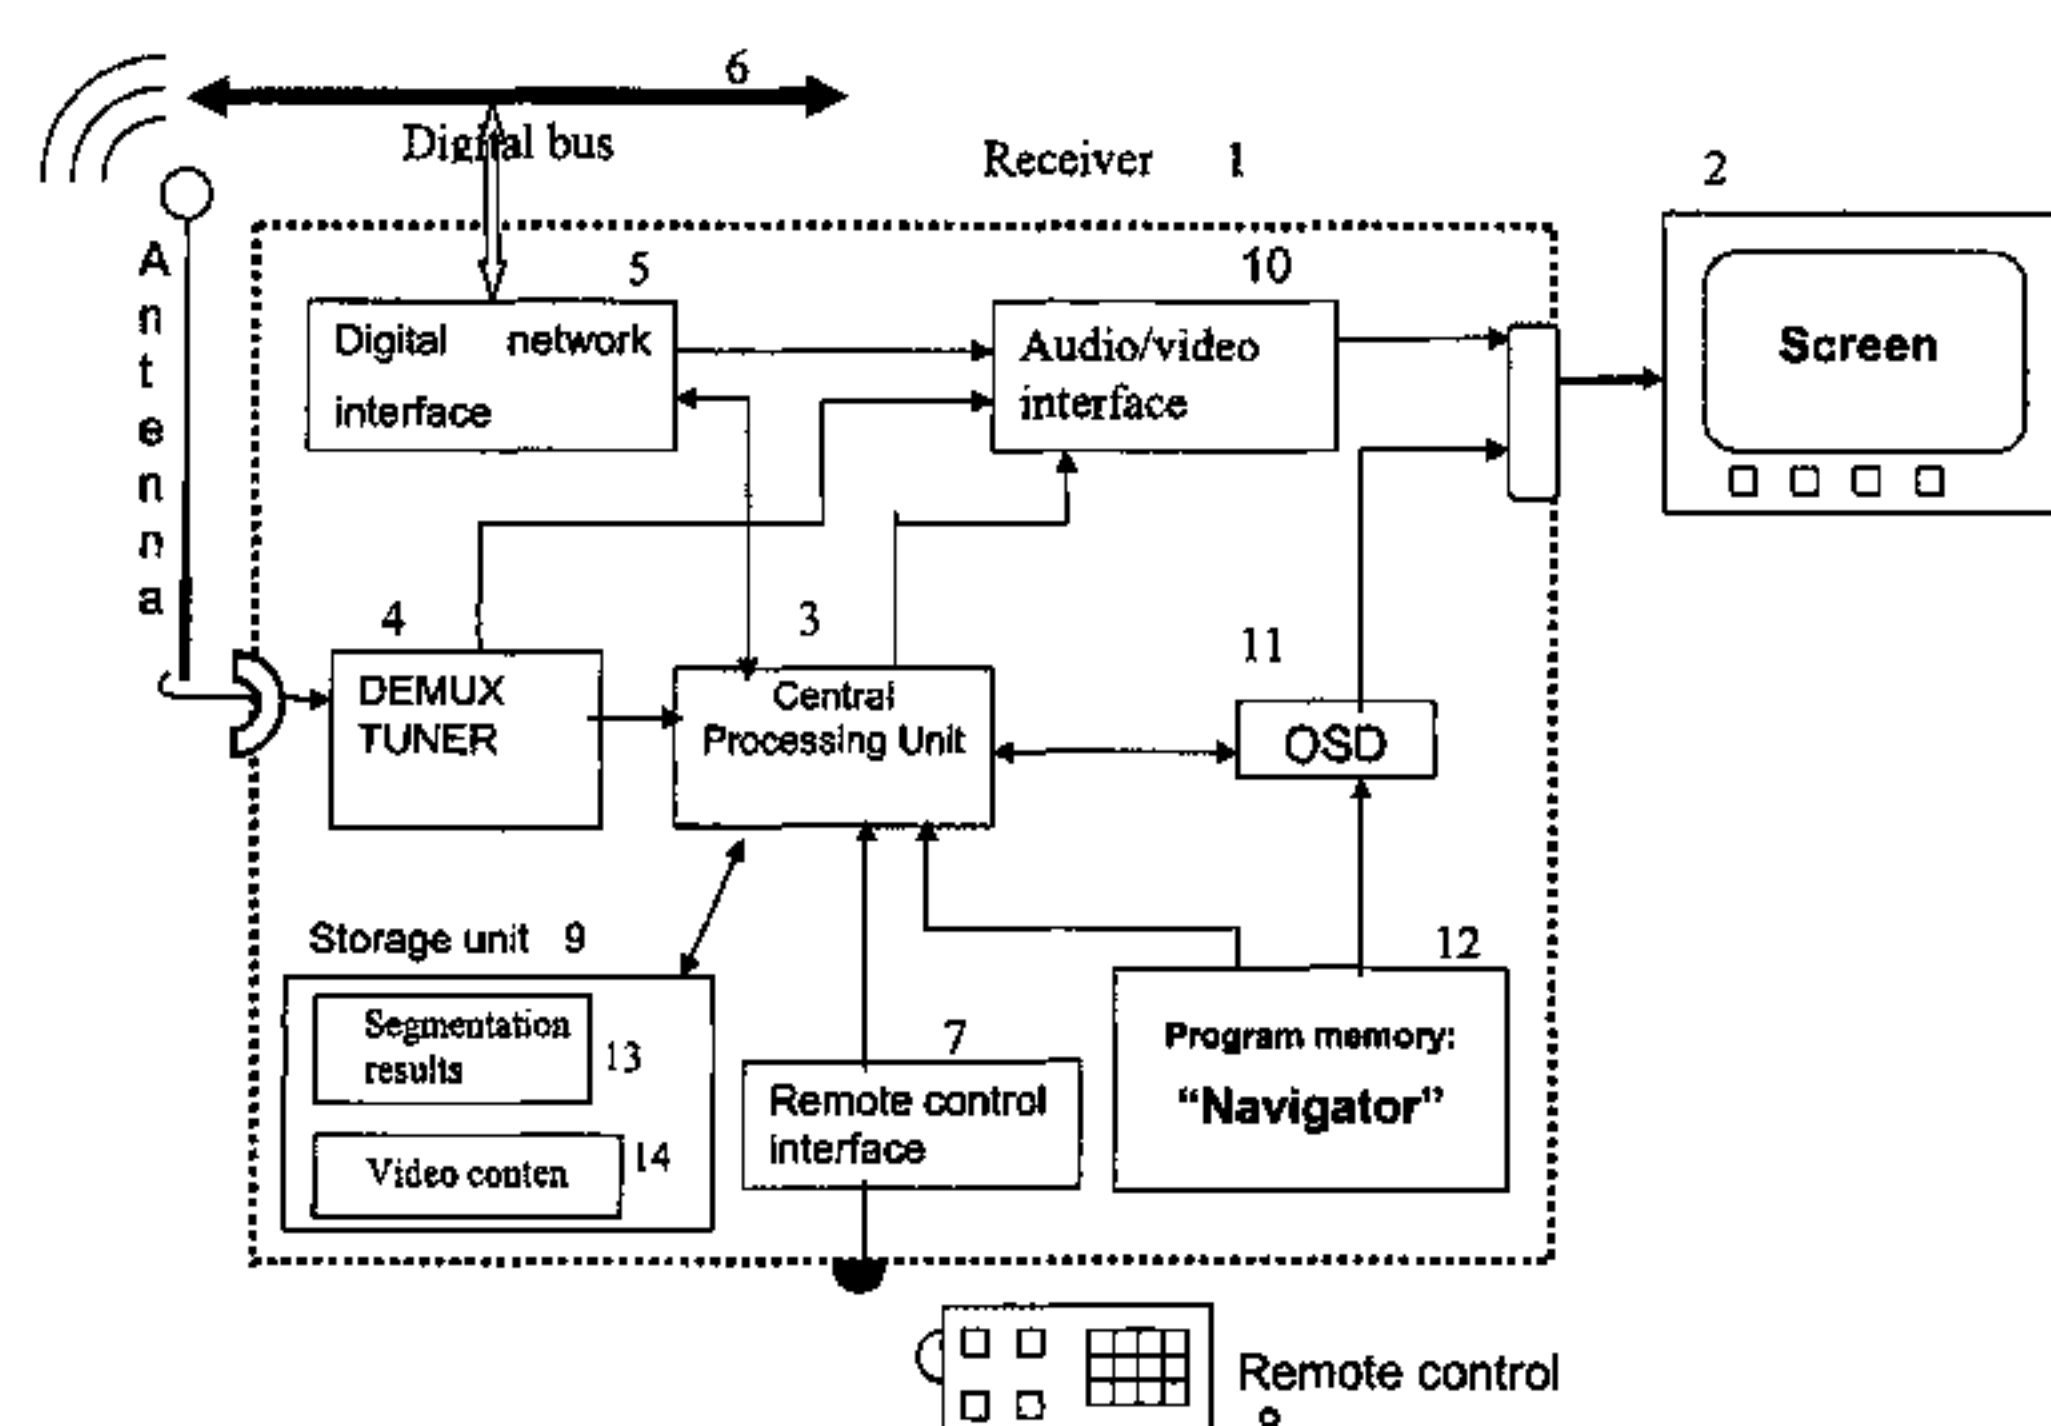 6
Digital bus
Receiver 1
2
Antenna
5
10
Digital network
interface
Audio/video
interface
Screen
4
3
11
DEMUX
TUNER
Central
Processing Unit
OSD
Storage unit 9
12
Segmentation
results
13
7
Program memory:
"Navigator"
Remote control
interface
Video conten
14
Remote control